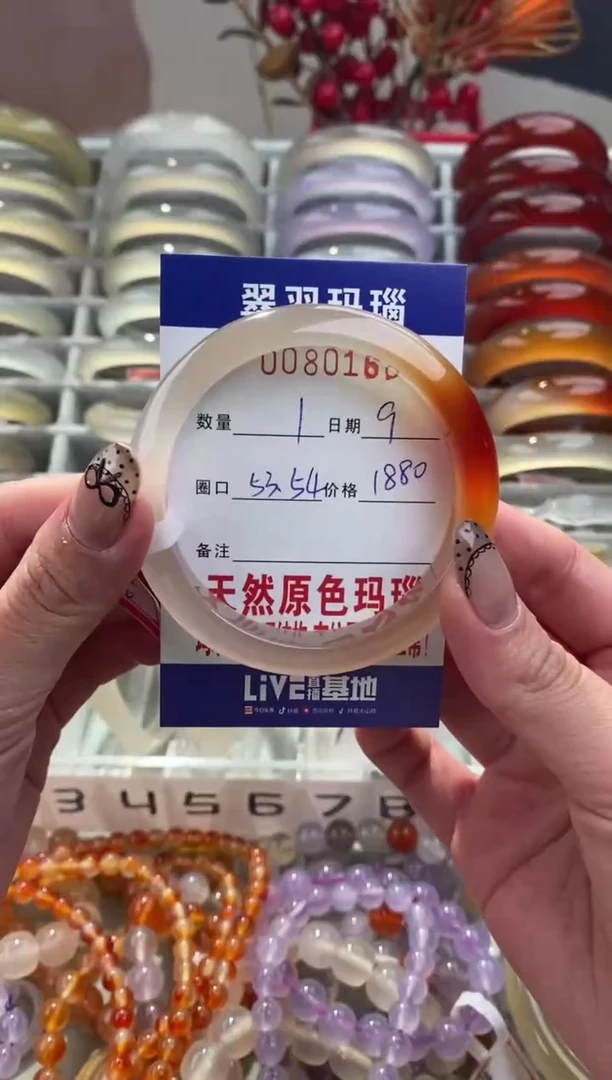 翠羽玛瑙
008016
数量 1 日期 9
圈口 53.54 价格 1880
备注
天然原色玛瑙
LiVE直播基地
3 4 5 6 7 8